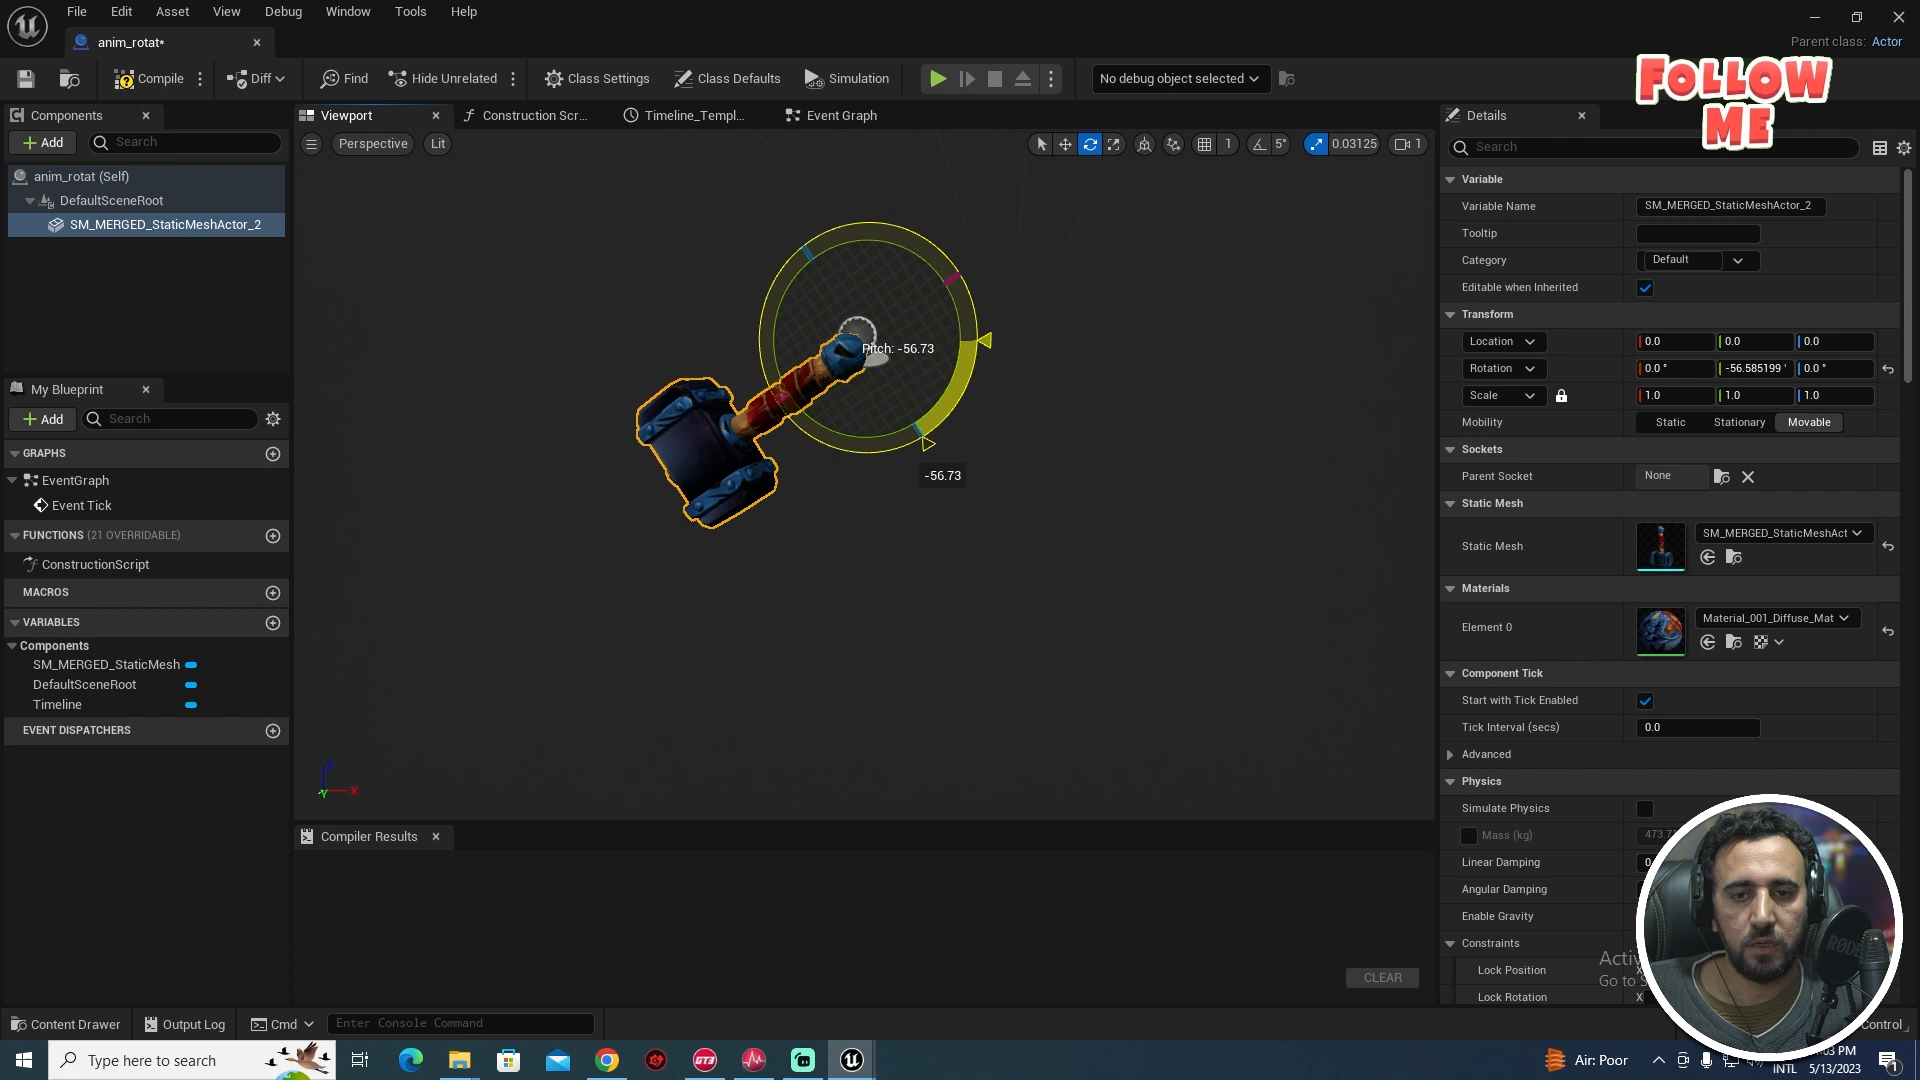 File Edit Asset View Debug Window Tools Help
anim_rotat*
Parent class: Actor
FOLLOW
ME
Compile
Diff
Find
Hide Unrelated
Class Settings
Class Defaults
Simulation
No debug object selected
Components
Add
Search
anim_rotat (Self)
DefaultSceneRoot
SM_MERGED_StaticMeshActor_2
My Blueprint
Add
Search
GRAPHS
EventGraph
Event Tick
FUNCTIONS (21 OVERRIDABLE)
ConstructionScript
MACROS
VARIABLES
Components
SM_MERGED_StaticMesh
DefaultSceneRoot
Timeline
EVENT DISPATCHERS
Viewport
Construction Scr...
Timeline_Templ...
Event Graph
Perspective
Lit
1
5°
0.03125
1
Pitch: -56.73
-56.73
Z
X
Y
Compiler Results
CLEAR
Details
Search
Variable
Variable Name SM_MERGED_StaticMeshActor_2
Tooltip
Category Default
Editable when Inherited
Transform
Location 0.0 0.0 0.0
Rotation 0.0 ° -56.585199 ° 0.0 °
Scale 1.0 1.0 1.0
Mobility Static Stationary Movable
Sockets
Parent Socket None
Static Mesh
Static Mesh SM_MERGED_StaticMeshAct
Materials
Element 0 Material_001_Diffuse_Mat
Component Tick
Start with Tick Enabled
Tick Interval (secs) 0.0
Advanced
Physics
Simulate Physics
Mass (kg)
Linear Damping
Angular Damping
Enable Gravity
Constraints
Lock Position X
Lock Rotation X
Go to
RØDE
Content Drawer
Output Log
Cmd
Enter Console Command
Control
Type here to search
GT3
Air: Poor
INTL
:03 PM
5/13/2023
1